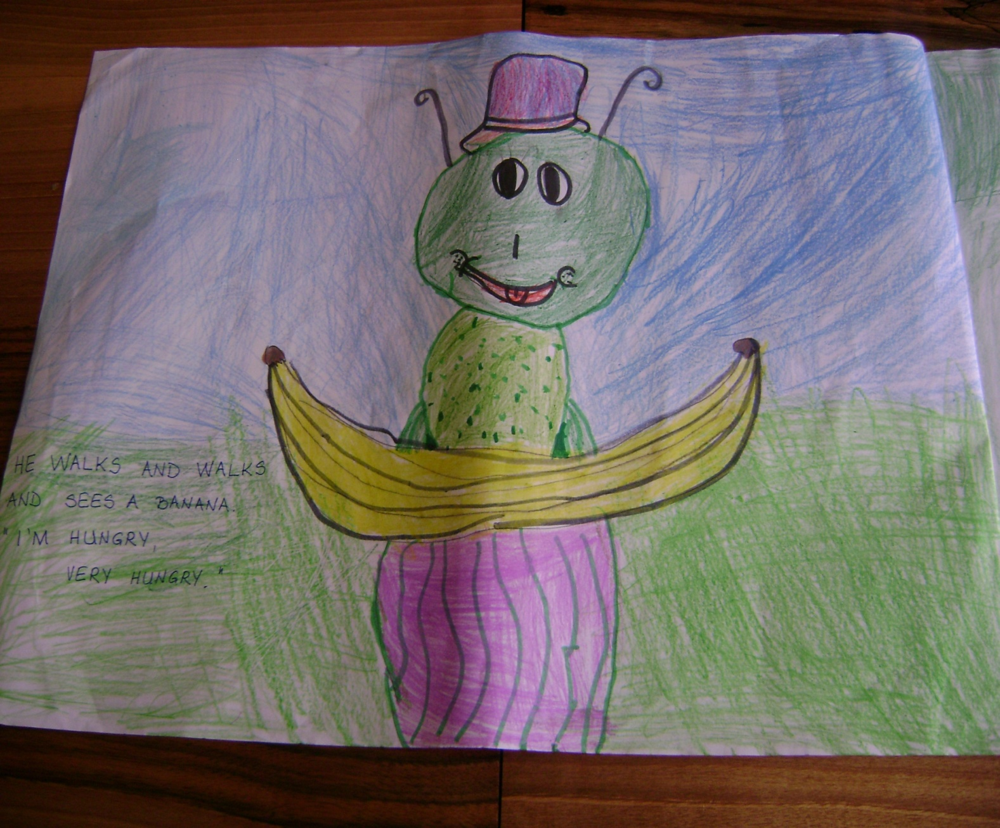 HE WALKS AND WALKS
AND SEES A BANANA.
"I'M HUNGRY,
VERY HUNGRY."